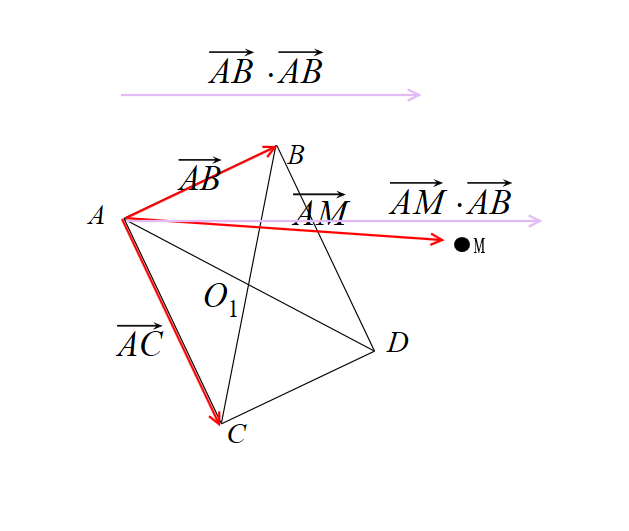 $\overrightarrow{AB} \cdot \overrightarrow{AB}$
B
$\overrightarrow{AB}$
$\overrightarrow{AM}$
$\overrightarrow{AM} \cdot \overrightarrow{AB}$
A
M
$O_1$
$\overrightarrow{AC}$
D
C